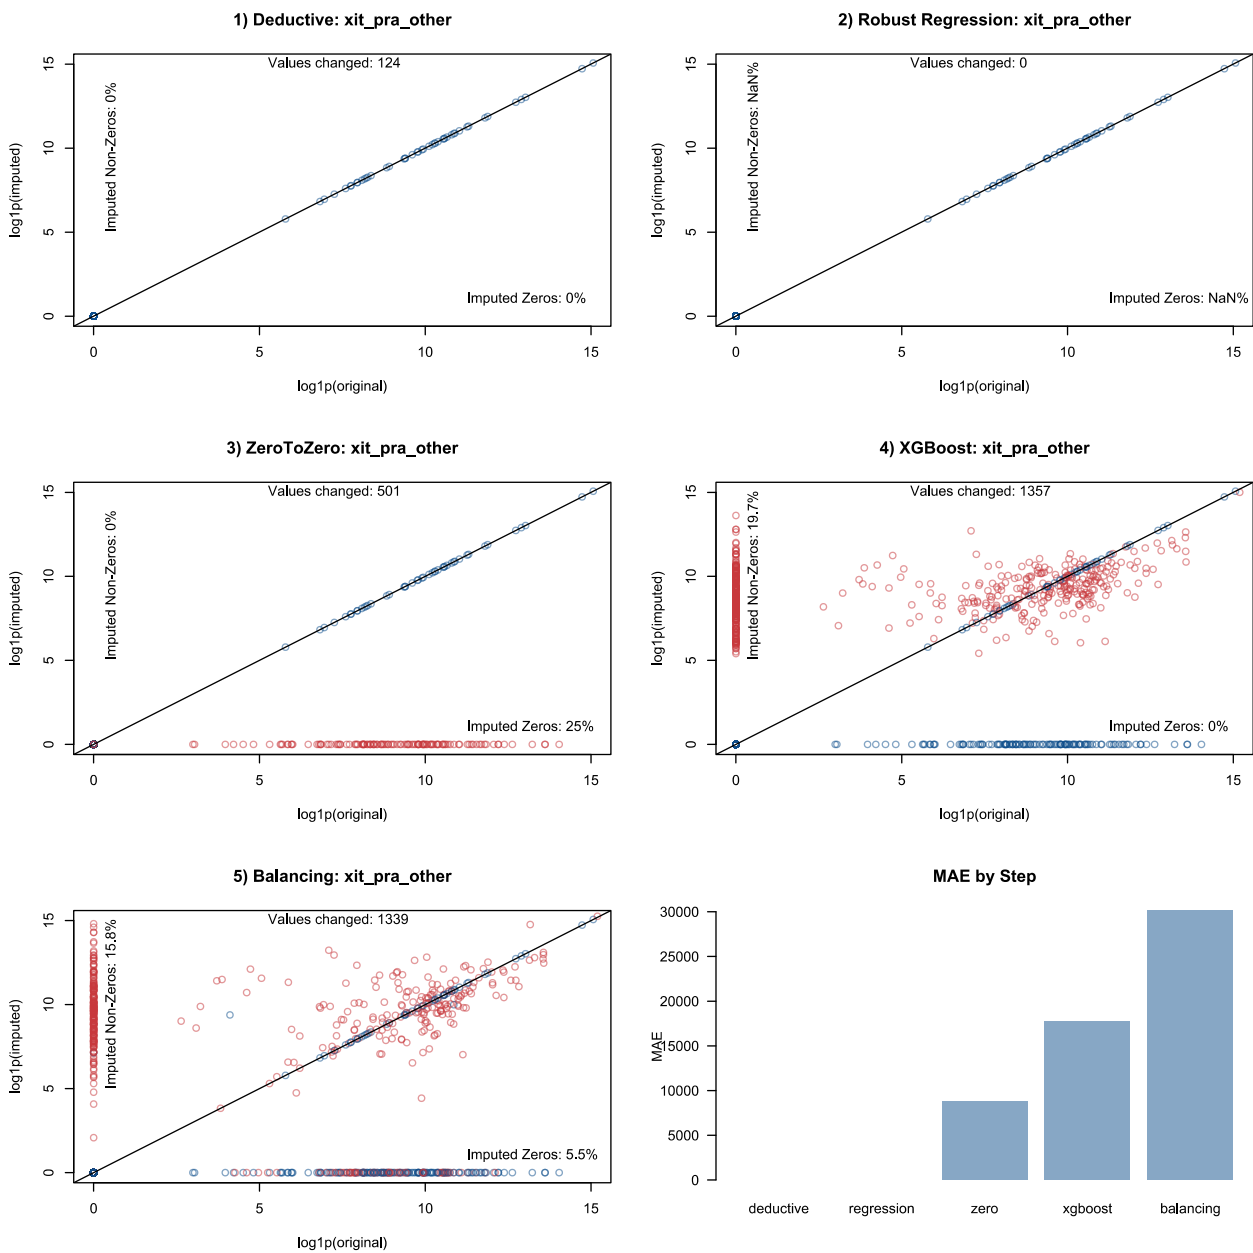 1) Deductive: xit_pra_other
Values changed: 124
Imputed Non-Zeros: 0%
Imputed Zeros: 0%
log1p(imputed)
0
5
10
15
0
5
10
15
log1p(original)
2) Robust Regression: xit_pra_other
Values changed: 0
Imputed Non-Zeros: NaN%
Imputed Zeros: NaN%
log1p(imputed)
0
5
10
15
0
5
10
15
log1p(original)
3) ZeroToZero: xit_pra_other
Values changed: 501
Imputed Non-Zeros: 0%
Imputed Zeros: 25%
log1p(imputed)
0
5
10
15
0
5
10
15
log1p(original)
4) XGBoost: xit_pra_other
Values changed: 1357
Imputed Non-Zeros: 19.7%
Imputed Zeros: 0%
log1p(imputed)
0
5
10
15
0
5
10
15
log1p(original)
5) Balancing: xit_pra_other
Values changed: 1339
Imputed Non-Zeros: 15.8%
Imputed Zeros: 5.5%
log1p(imputed)
0
5
10
15
0
5
10
15
log1p(original)
MAE by Step
MAE
30000
25000
20000
15000
10000
5000
0
deductive
regression
zero
xgboost
balancing